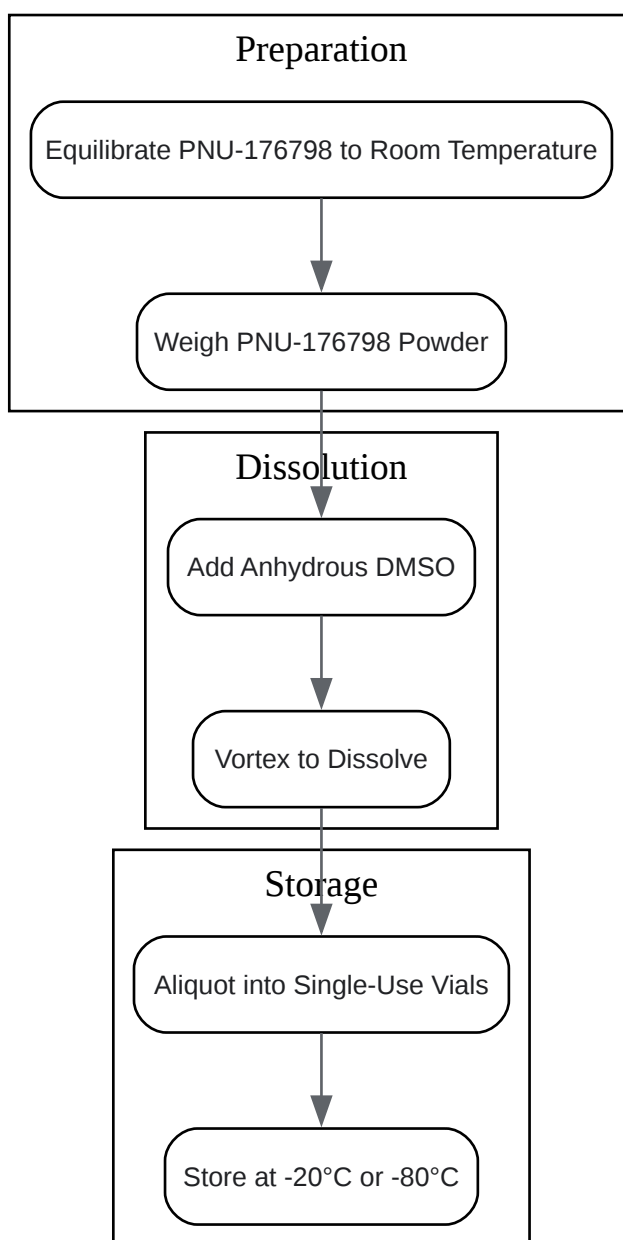 Preparation
Equilibrate PNU-176798 to Room Temperature
Weigh PNU-176798 Powder
Dissolution
Add Anhydrous DMSO
Vortex to Dissolve
Storage
Aliquot into Single-Use Vials
Store at -20°C or -80°C